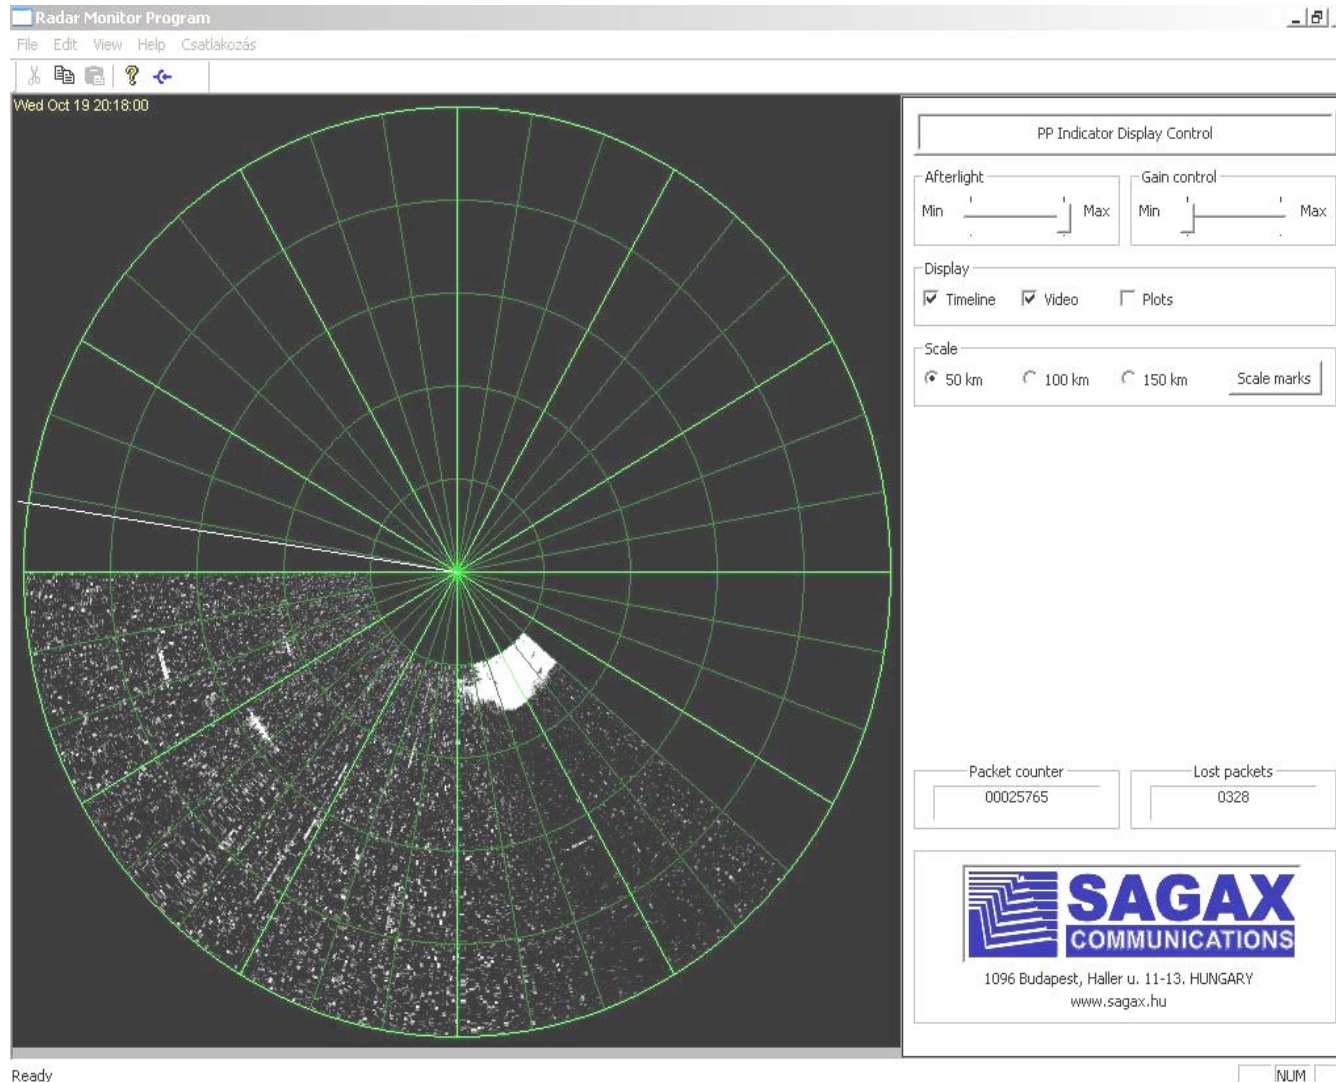 Radar Monitor Program
File Edit View Help Csatlakozás
Wed Oct 19 20:18:00
PP Indicator Display Control
Afterlight
Min Max
Gain control
Min Max
Display
Timeline Video Plots
Scale
50 km 100 km 150 km Scale marks
Packet counter
00025765
Lost packets
0328
SAGAX
COMMUNICATIONS
1096 Budapest, Haller u. 11-13. HUNGARY
www.sagax.hu
Ready NUM